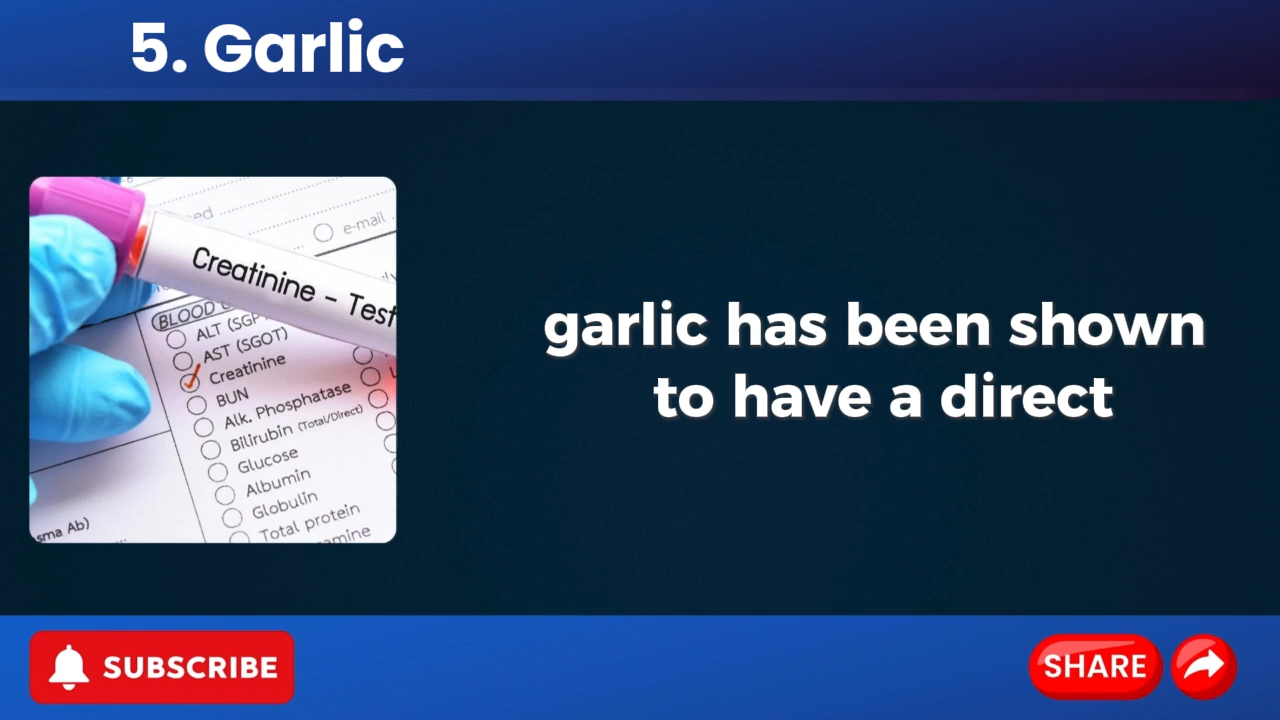 5. Garlic
garlic has been shown
to have a direct
e-mail
Creatinine - Test
BLOOD
ALT (SGP
AST (SGOT)
Creatinine
BUN
Alk. Phosphatase
Bilirubin (Total/Direct)
Glucose
Albumin
Globulin
Total protein
sma Ab)
SUBSCRIBE
SHARE